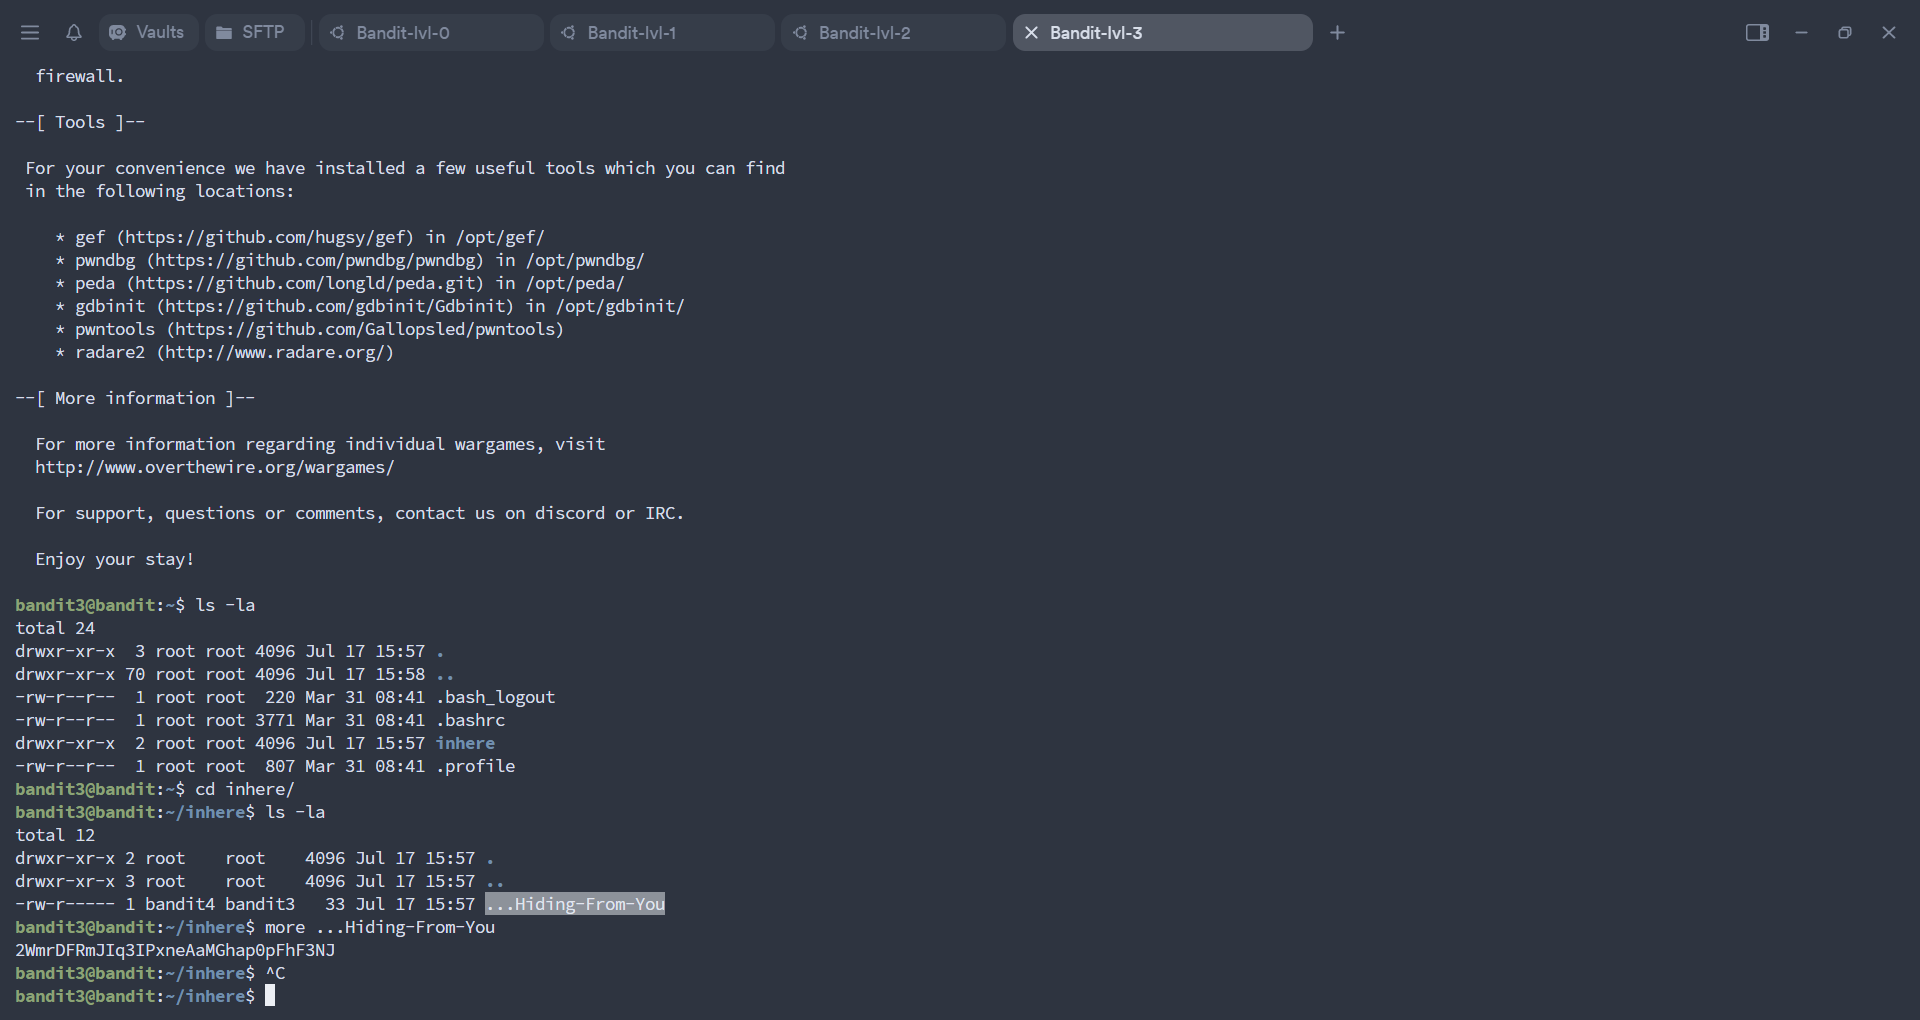 Vaults SFTP Bandit-lvl-0 Bandit-lvl-1 Bandit-lvl-2 Bandit-lvl-3
firewall.
--[ Tools ]--
For your convenience we have installed a few useful tools which you can find
in the following locations:
* gef (https://github.com/hugsy/gef) in /opt/gef/
* pwndbg (https://github.com/pwndbg/pwndbg) in /opt/pwndbg/
* peda (https://github.com/longld/peda.git) in /opt/peda/
* gdbinit (https://github.com/gdbinit/Gdbinit) in /opt/gdbinit/
* pwntools (https://github.com/Gallopsled/pwntools)
* radare2 (http://www.radare.org/)
--[ More information ]--
For more information regarding individual wargames, visit
http://www.overthewire.org/wargames/
For support, questions or comments, contact us on discord or IRC.
Enjoy your stay!
bandit3@bandit:~$ ls -la
total 24
drwxr-xr-x  3 root root 4096 Jul 17 15:57 .
drwxr-xr-x 70 root root 4096 Jul 17 15:58 ..
-rw-r--r--  1 root root  220 Mar 31 08:41 .bash_logout
-rw-r--r--  1 root root 3771 Mar 31 08:41 .bashrc
drwxr-xr-x  2 root root 4096 Jul 17 15:57 inhere
-rw-r--r--  1 root root  807 Mar 31 08:41 .profile
bandit3@bandit:~$ cd inhere/
bandit3@bandit:~/inhere$ ls -la
total 12
drwxr-xr-x 2 root    root    4096 Jul 17 15:57 .
drwxr-xr-x 3 root    root    4096 Jul 17 15:57 ..
-rw-r----- 1 bandit4 bandit3   33 Jul 17 15:57 ...Hiding-From-You
bandit3@bandit:~/inhere$ more ...Hiding-From-You
2WmrDFRmJIq3IPxneAaMGhap0pFhF3NJ
bandit3@bandit:~/inhere$ ^C
bandit3@bandit:~/inhere$